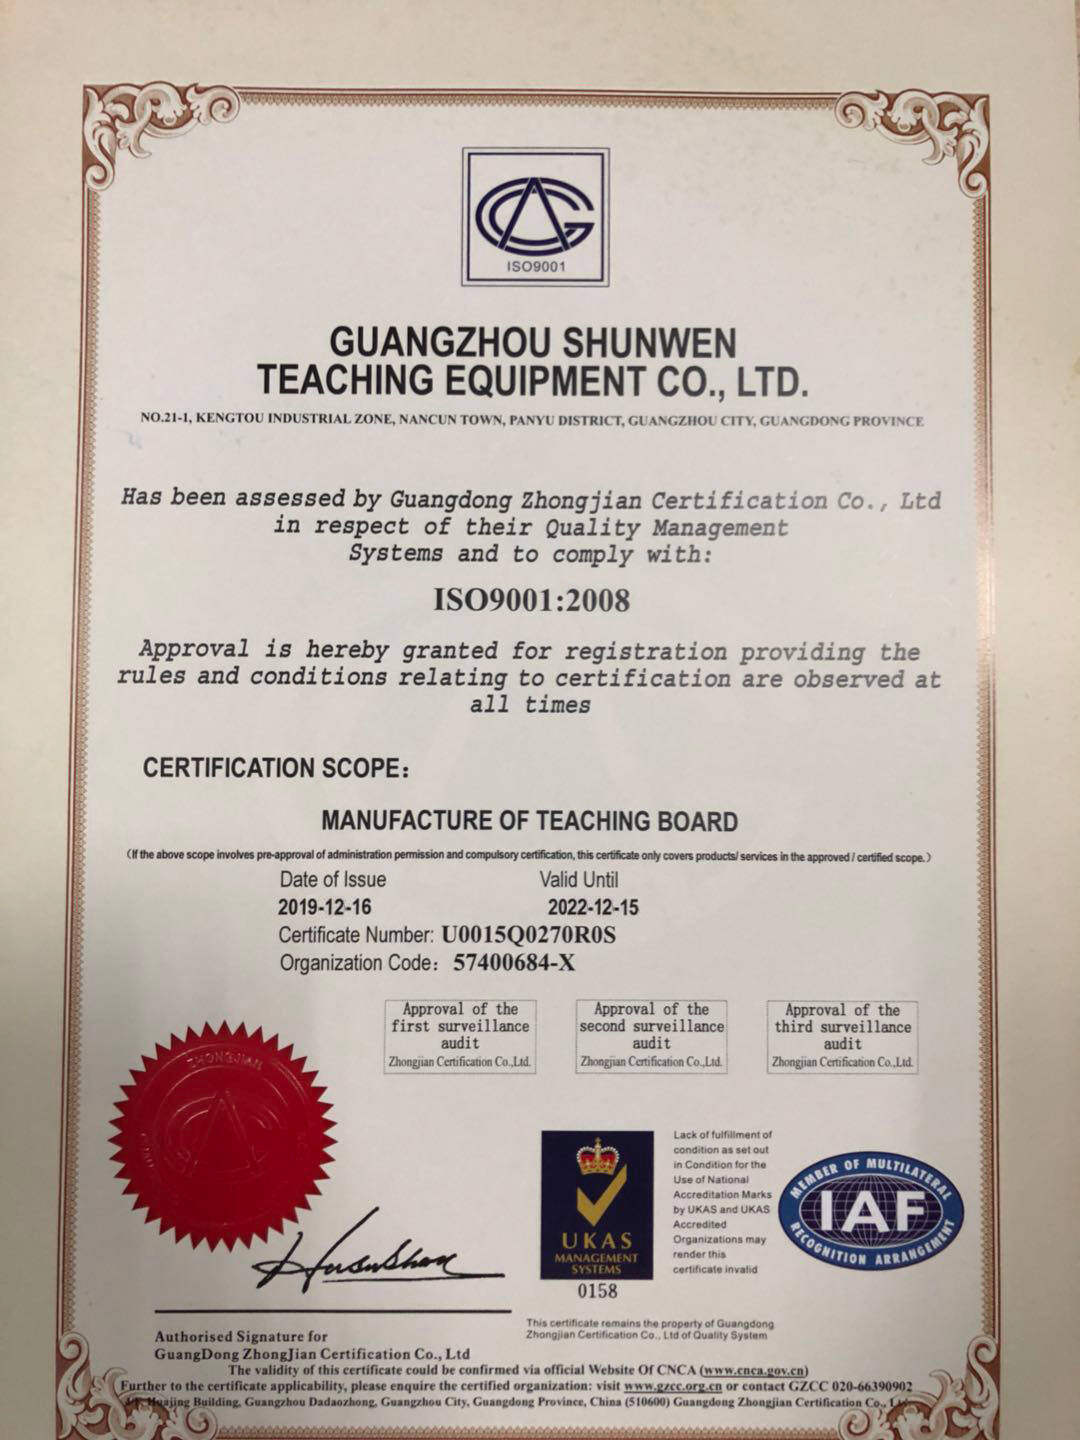 CAG
ISO9001
GUANGZHOU SHUNWEN
TEACHING EQUIPMENT CO., LTD.
NO.21-1, KENGTOU INDUSTRIAL ZONE, NANCUN TOWN, PANYU DISTRICT, GUANGZHOU CITY, GUANGDONG PROVINCE
Has been assessed by Guangdong Zhongjian Certification Co., Ltd
in respect of their Quality Management
Systems and to comply with:
ISO9001:2008
Approval is hereby granted for registration providing the
rules and conditions relating to certification are observed at
all times
CERTIFICATION SCOPE:
MANUFACTURE OF TEACHING BOARD
(If the above scope involves pre-approval of administration permission and compulsory certification, this certificate only covers products/ services in the approved / certified scope.)
Date of Issue Valid Until
2019-12-16 2022-12-15
Certificate Number: U0015Q0270R0S
Organization Code: 57400684-X
Approval of the
first surveillance
audit
Zhongjian Certification Co.,Ltd.
Approval of the
second surveillance
audit
Zhongjian Certification Co.,Ltd.
Approval of the
third surveillance
audit
Zhongjian Certification Co.,Ltd.
ZHONGJIAN
UKAS
MANAGEMENT
SYSTEMS
0158
Lack of fulfillment of
condition as set out
in Condition for the
Use of National
Accreditation Marks
by UKAS and UKAS
Accredited
Organizations may
render this
certificate invalid
MEMBER OF MULTILATERAL
IAF
RECOGNITION ARRANGEMENT
This certificate remains the property of Guangdong
Zhongjian Certification Co., Ltd of Quality System
Authorised Signature for
GuangDong ZhongJian Certification Co., Ltd
The validity of this certificate could be confirmed via official Website Of CNCA (www.cnca.gov.cn)
Further to the certificate applicability, please enquire the certified organization: visit www.gzcc.org.cn or contact GZCC 020-66390902
Huajing Building, Guangzhou Dadaozhong, Guangzhou City, Guangdong Province, China (510600) Guangdong Zhongjian Certification Co.,